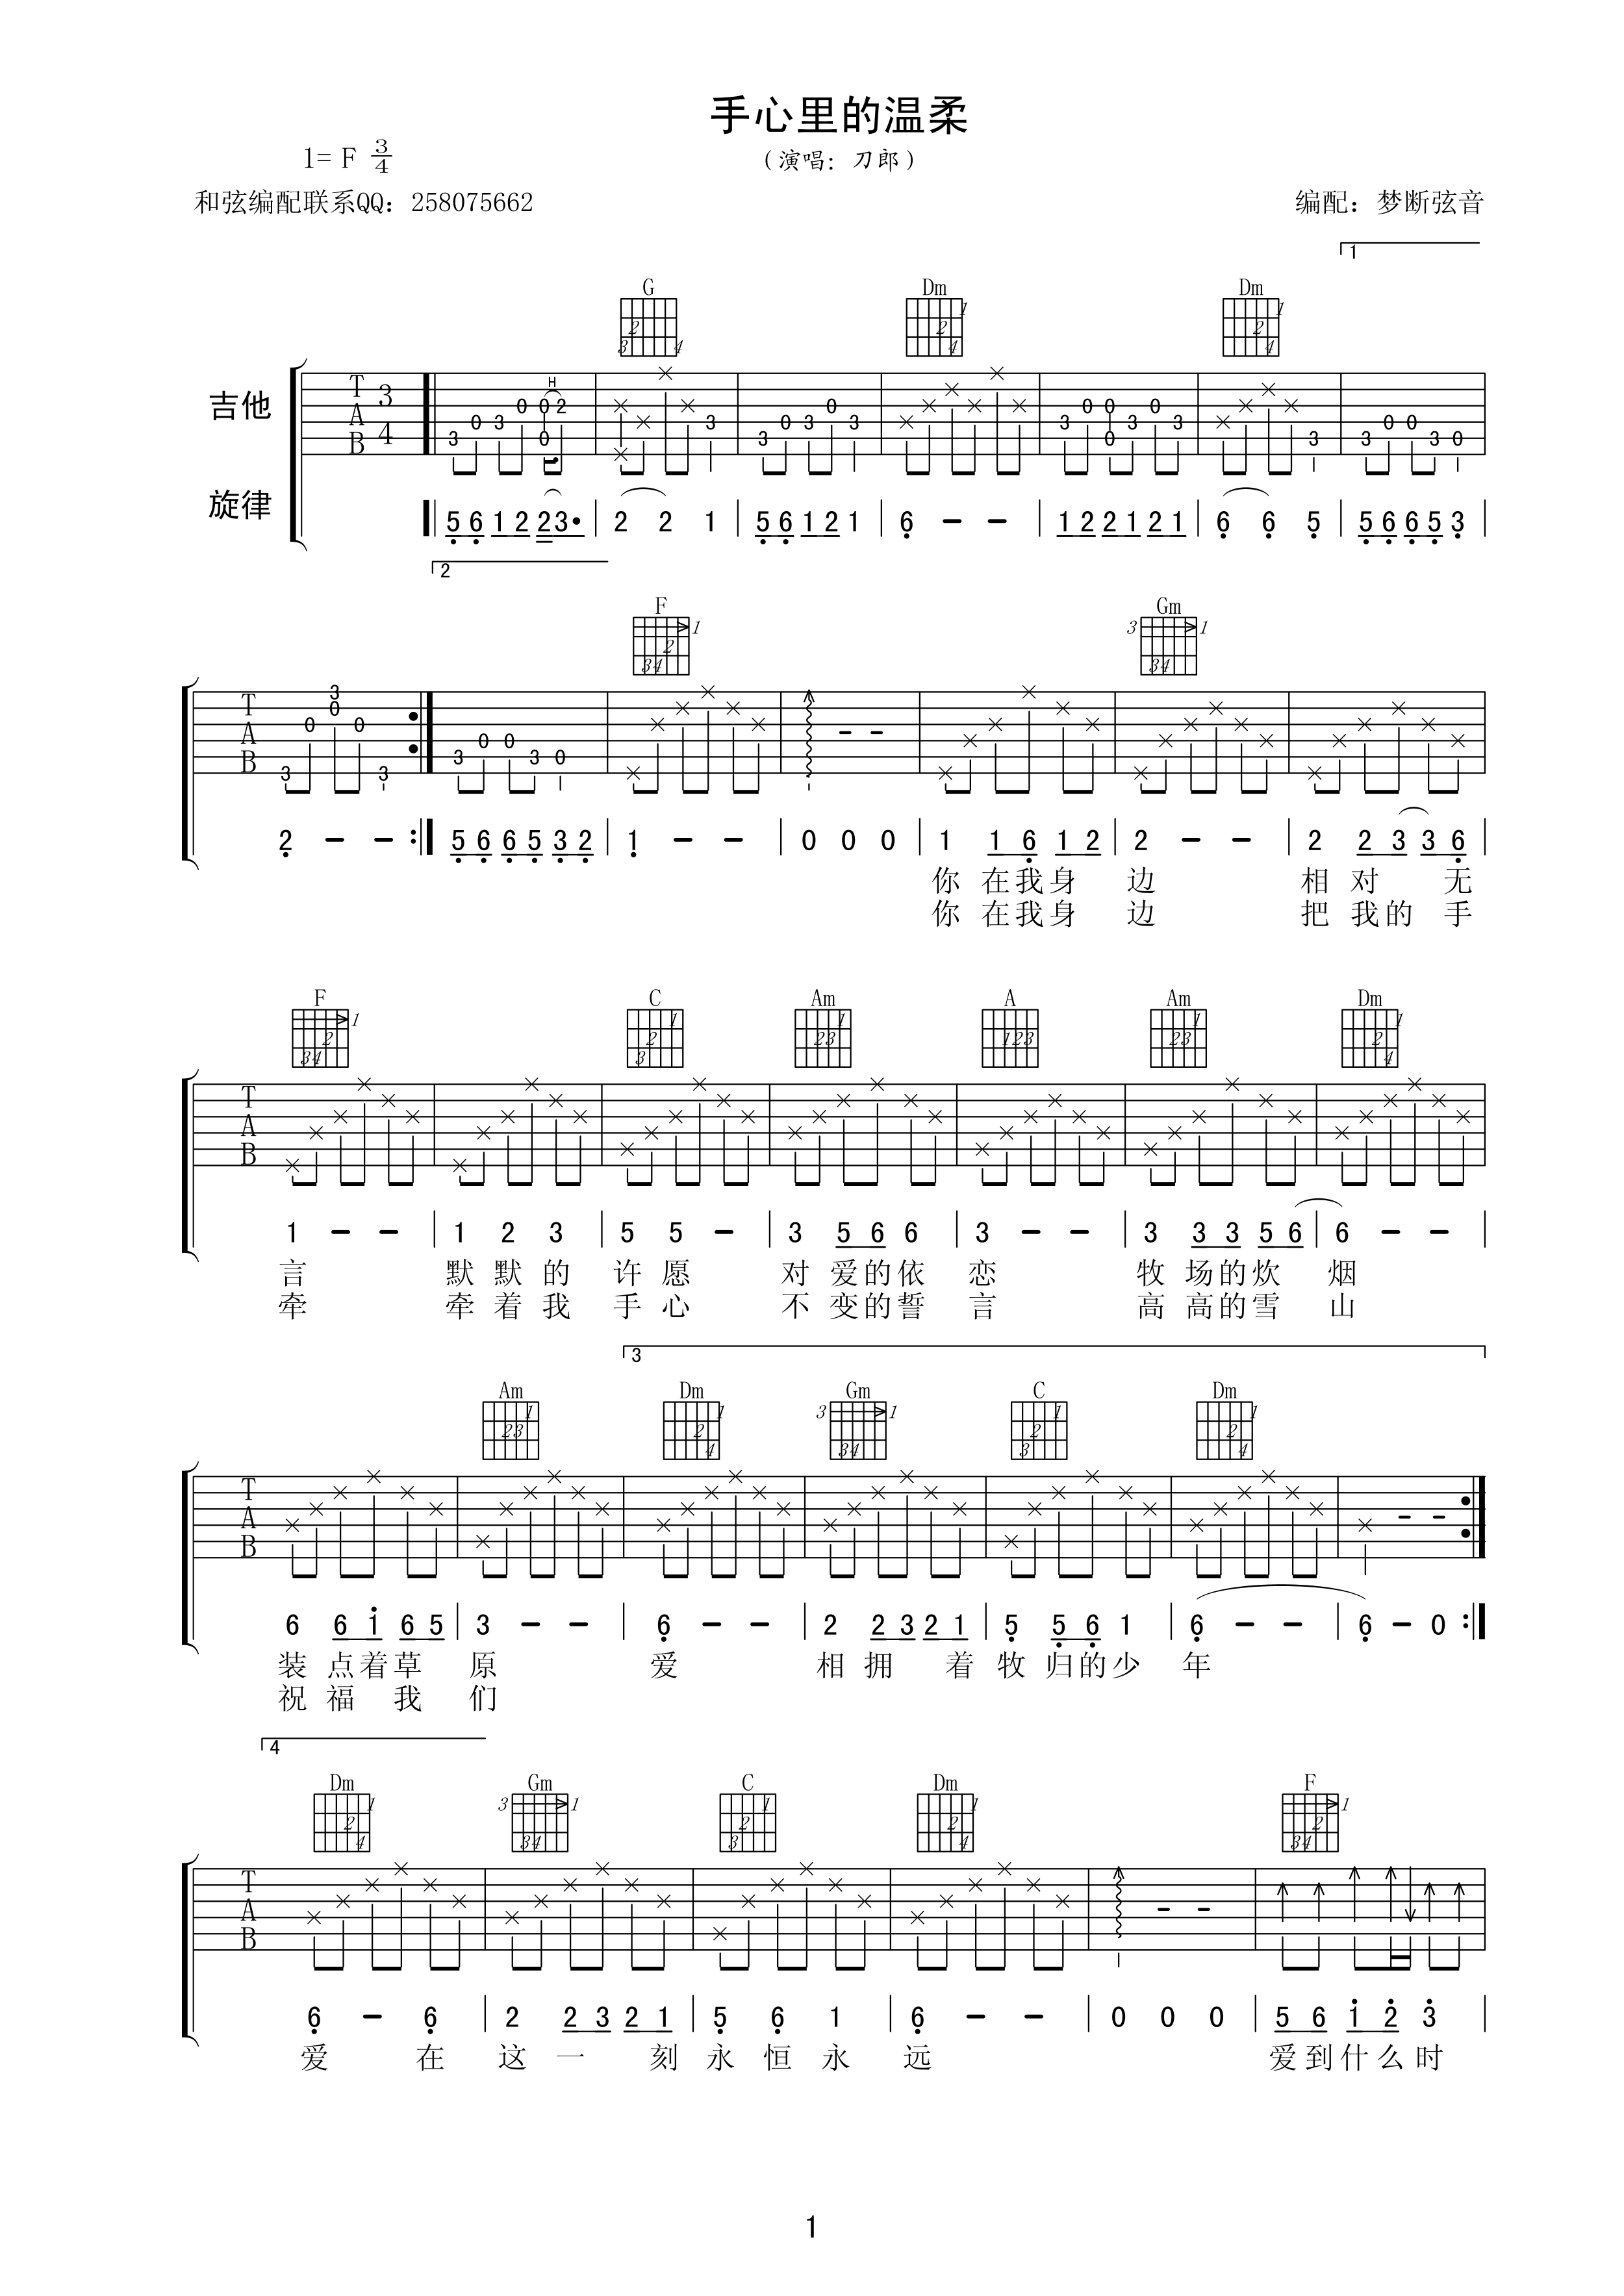 手心里的温柔
(演唱：刀郎)
1= F 3/4
和弦编配联系QQ：258075662
编配：梦断弦音
1
G Dm Dm
吉他
T A B 3 4
H
3 0 3 0 0 2 0 3 3 0 3 0 3 3 0 0 0 3 0 3 3 3 0 0 3 0
旋律
5 6 1 2 2 3· | 2 2 1 | 5 6 1 2 1 | 6 - - | 1 2 2 1 2 1 | 6 6 5 | 5 6 6 5 3 |
2
F Gm
T A B
3 0 3 0 0 3 3 0 0 3 0
2 - - :| 5 6 6 5 3 2 | 1 - - | 0 0 0 | 1 1 6 1 2 | 2 - - | 2 2 3 3 6 |
你 在我身 边 相 对 无
你 在我身 边 把 我的 手
F C Am A Am Dm
T A B
1 - - | 1 2 3 | 5 5 - | 3 5 6 6 | 3 - - | 3 3 3 5 6 | 6 - - |
言 默 默 的 许 愿 对 爱的依 恋 牧 场的炊 烟
牵 牵 着 我 手 心 不 变的誓 言 高 高的雪 山
3
Am Dm Gm C Dm
T A B
6 6 1 6 5 | 3 - - | 6 - - | 2 2 3 2 1 | 5 5 6 1 | 6 - - | 6 - 0 :|
装 点着草 原 爱 相 拥 着 牧 归的少 年
祝 福 我 们
4
Dm Gm C Dm F
T A B
6 - 6 | 2 2 3 2 1 | 5 6 1 | 6 - - | 0 0 0 | 5 6 1 2 3 |
爱 在 这 一 刻 永 恒 永 远 爱到什么时
1